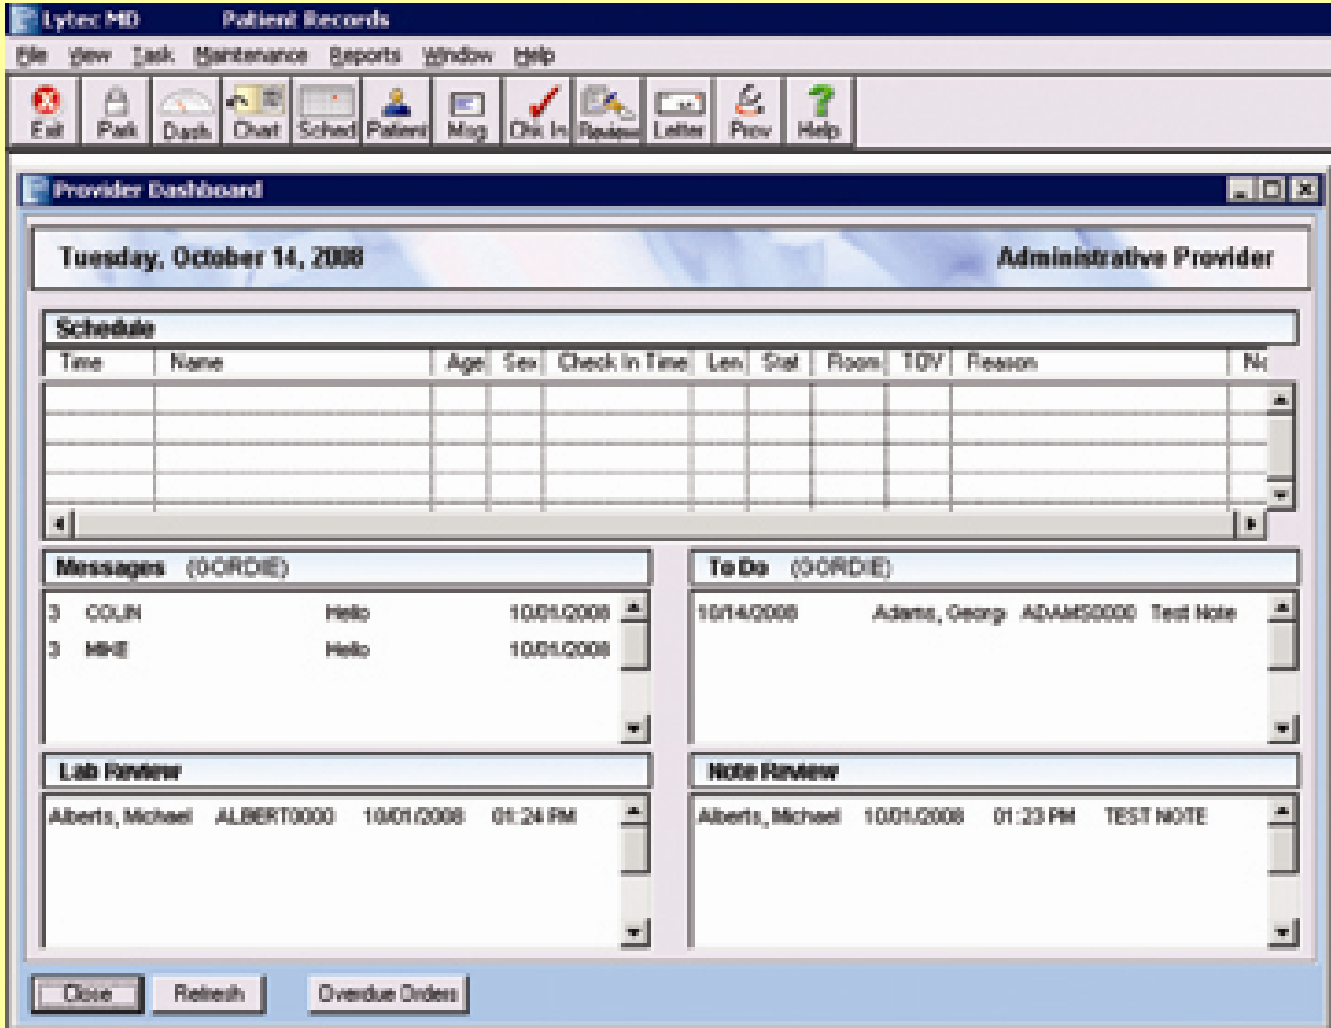 Lytec MD Patient Records
File View Task Maintenance Reports Window Help
Exit Park Dash Chart Sched Patient Msg Chk In Review Letter Prov Help
Provider Dashboard
Tuesday, October 14, 2008 Administrative Provider
Schedule
Time Name Age Sex Check In Time Len Stat Room TOV Reason No
Messages (GORDIE) To Do (GORDIE)
3 COLIN Hello 10/01/2008 10/14/2008 Adams, Georg ADAMS0000 Test Note
3 MIKE Hello 10/01/2008
Lab Review Note Review
Alberts, Michael ALBERT0000 10/01/2008 01:24 PM Alberts, Michael 10/01/2008 01:23 PM TEST NOTE
Close Refresh Overdue Orders